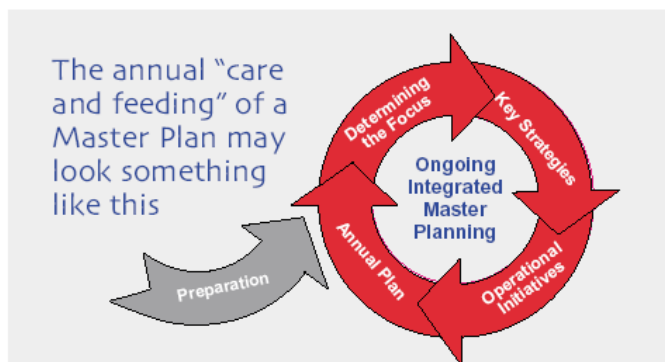 The annual “care
and feeding” of a
Master Plan may
look something
like this
Preparation
Determining
the Focus
Key Strategies
Operational
Initiatives
Annual Plan
Ongoing
Integrated
Master
Planning